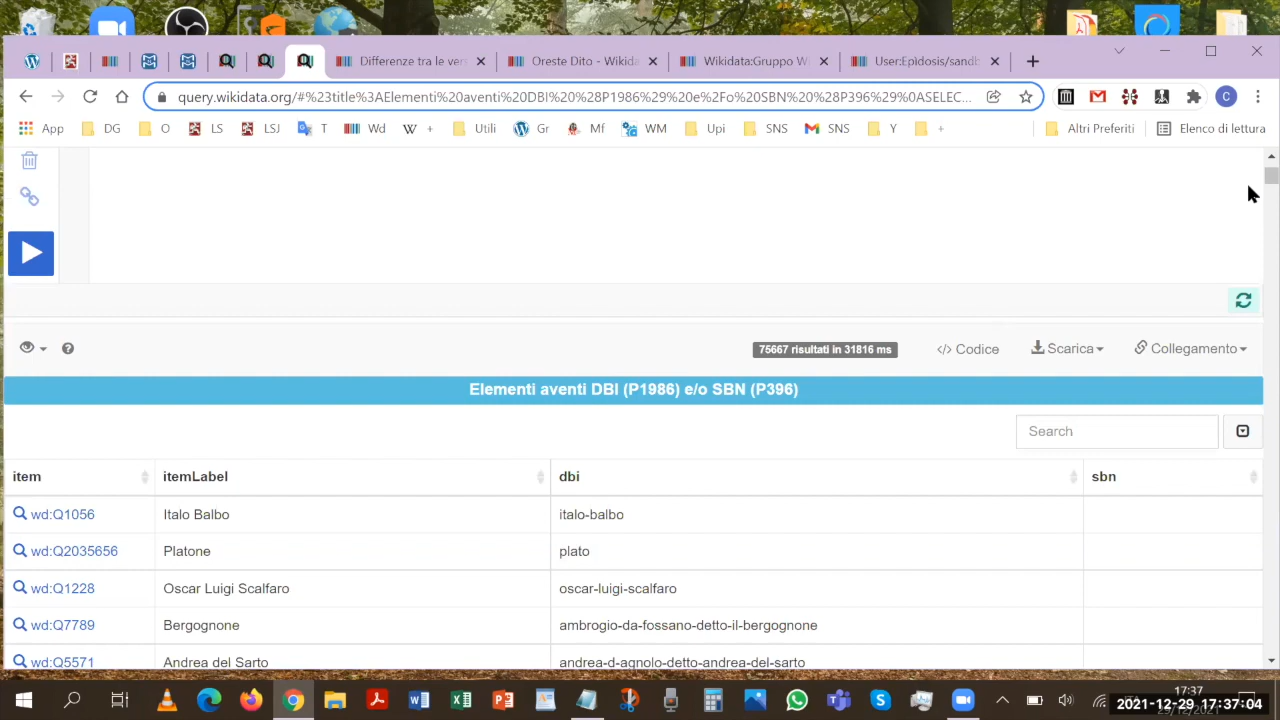 Differenze tra le ver
Oreste Dito - Wikida
Wikidata:Gruppo W
User:Epìdosis/sandb
query.wikidata.org/#%23title%3AElementi%20aventi%20DBI%20%28P1986%29%20e%2Fo%20SBN%20%28P396%29%0ASELEC...
C
App DG O LS LSJ T Wd + Utili Gr Mf WM Upi SNS SNS Y + Altri Preferiti Elenco di lettura
75667 risultati in 31816 ms </> Codice Scarica Collegamento
Elementi aventi DBI (P1986) e/o SBN (P396)
Search
item itemLabel dbi sbn
wd:Q1056 Italo Balbo italo-balbo
wd:Q2035656 Platone plato
wd:Q1228 Oscar Luigi Scalfaro oscar-luigi-scalfaro
wd:Q7789 Bergognone ambrogio-da-fossano-detto-il-bergognone
wd:Q5571 Andrea del Sarto andrea-d-agnolo-detto-andrea-del-sarto
17:37
2021-12-29 17:37:04